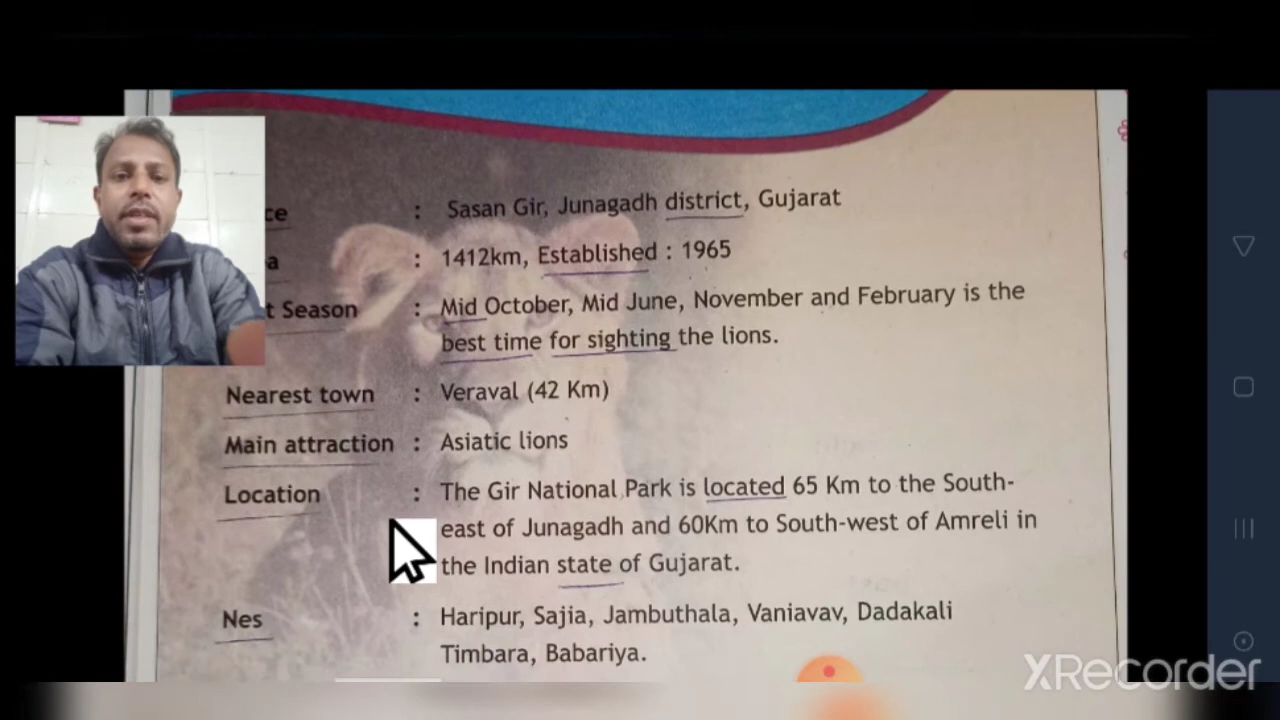 ce : Sasan Gir, Junagadh district, Gujarat
a : 1412km, Established : 1965
t Season : Mid October, Mid June, November and February is the
best time for sighting the lions.
Nearest town : Veraval (42 Km)
Main attraction : Asiatic lions
Location : The Gir National Park is located 65 Km to the South-
east of Junagadh and 60Km to South-west of Amreli in
the Indian state of Gujarat.
Nes : Haripur, Sajia, Jambuthala, Vaniavav, Dadakali
Timbara, Babariya.
XRecorder